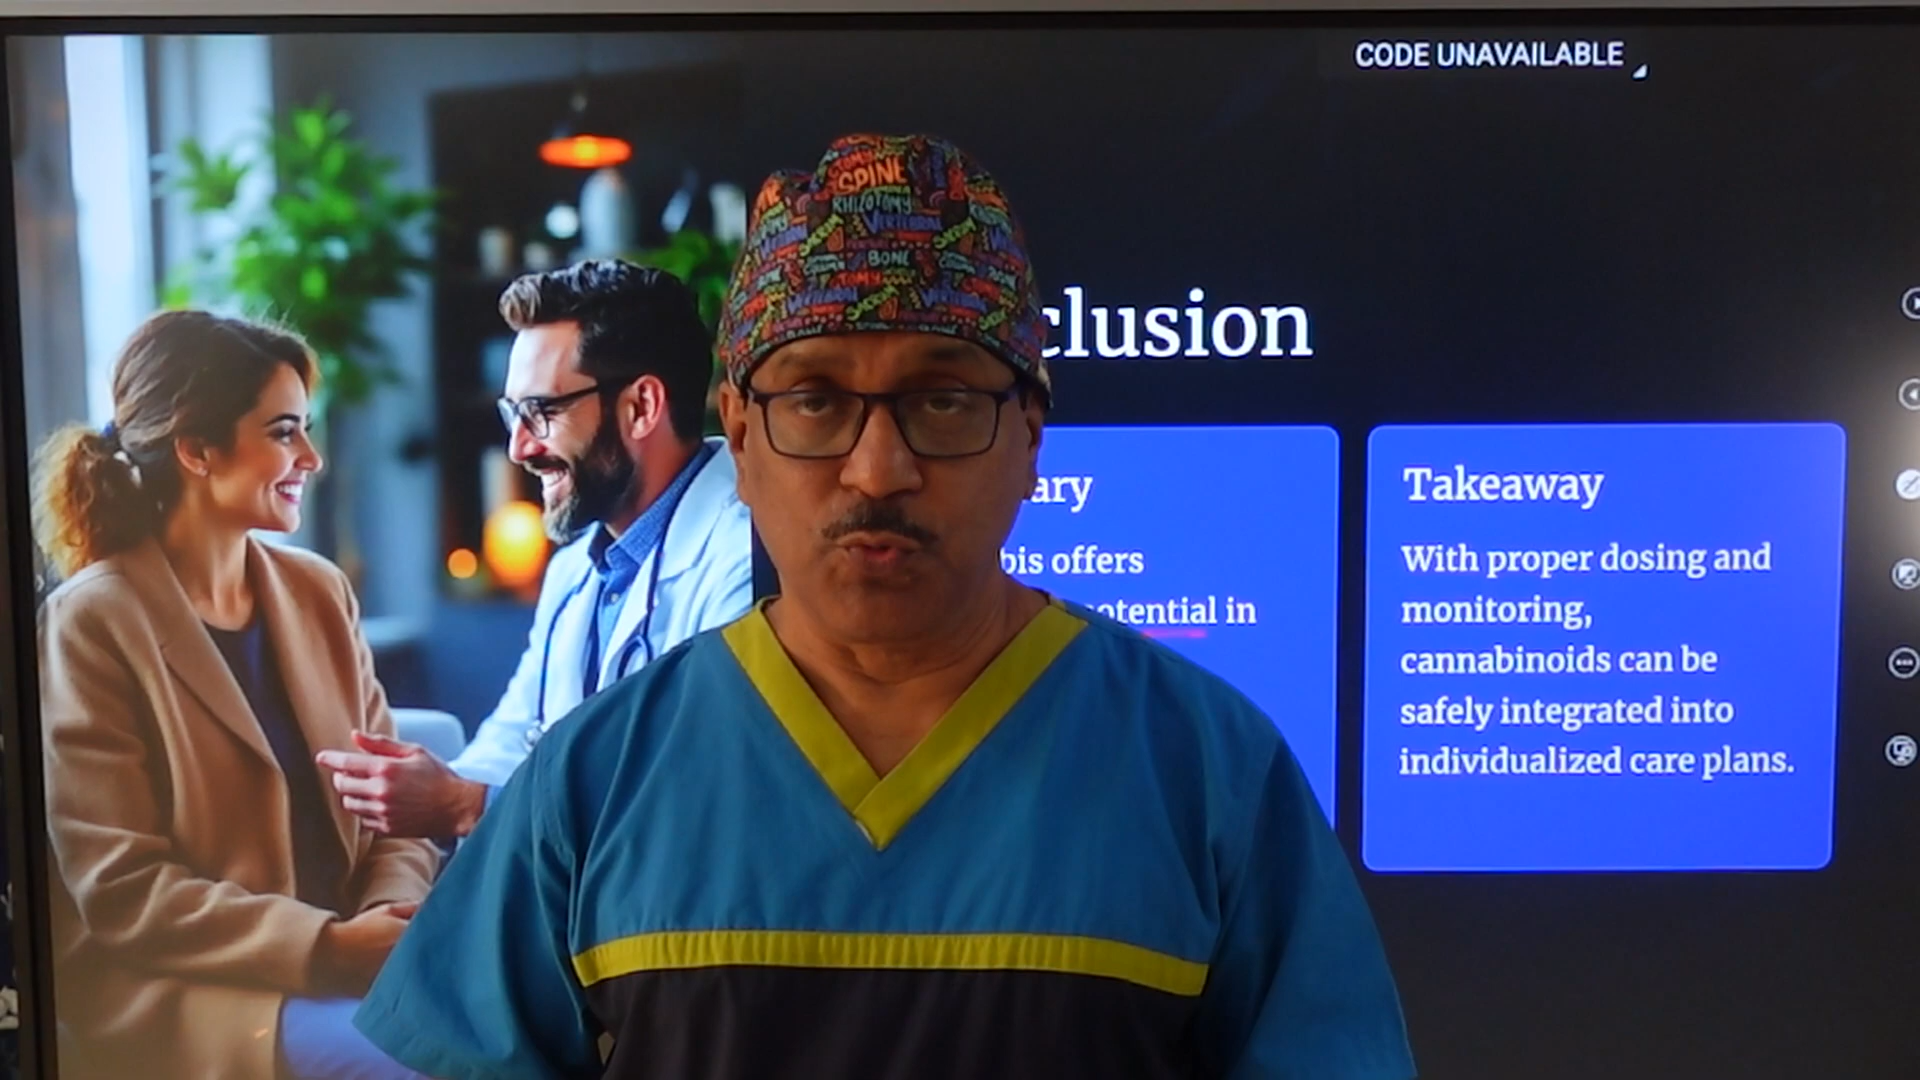 CODE UNAVAILABLE
SPINE
RHIZOTOMY
VERTEBRAL
BONE
clusion
ary
bis offers
otential in
Takeaway
With proper dosing and
monitoring,
cannabinoids can be
safely integrated into
individualized care plans.